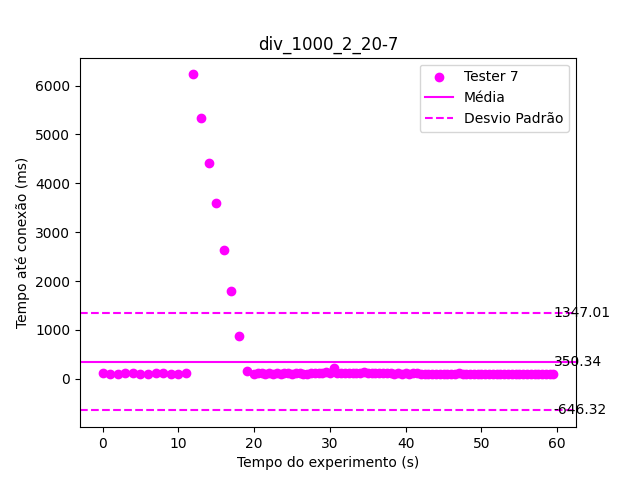 div_1000_2_20-7
Tester 7
Média
Desvio Padrão
Tempo até conexão (ms)
6000
5000
4000
3000
2000
1000
0
1347.01
350.34
-646.32
0 10 20 30 40 50 60
Tempo do experimento (s)